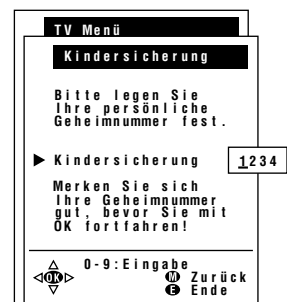 TV Menü
Kindersicherung
Bitte legen Sie
Ihre persönliche
Geheimnummer fest.
▶ Kindersicherung 1234
Merken Sie sich
Ihre Geheimnummer
gut, bevor Sie mit
OK fortfahren!
0-9:Eingabe
OK M Zurück
E Ende